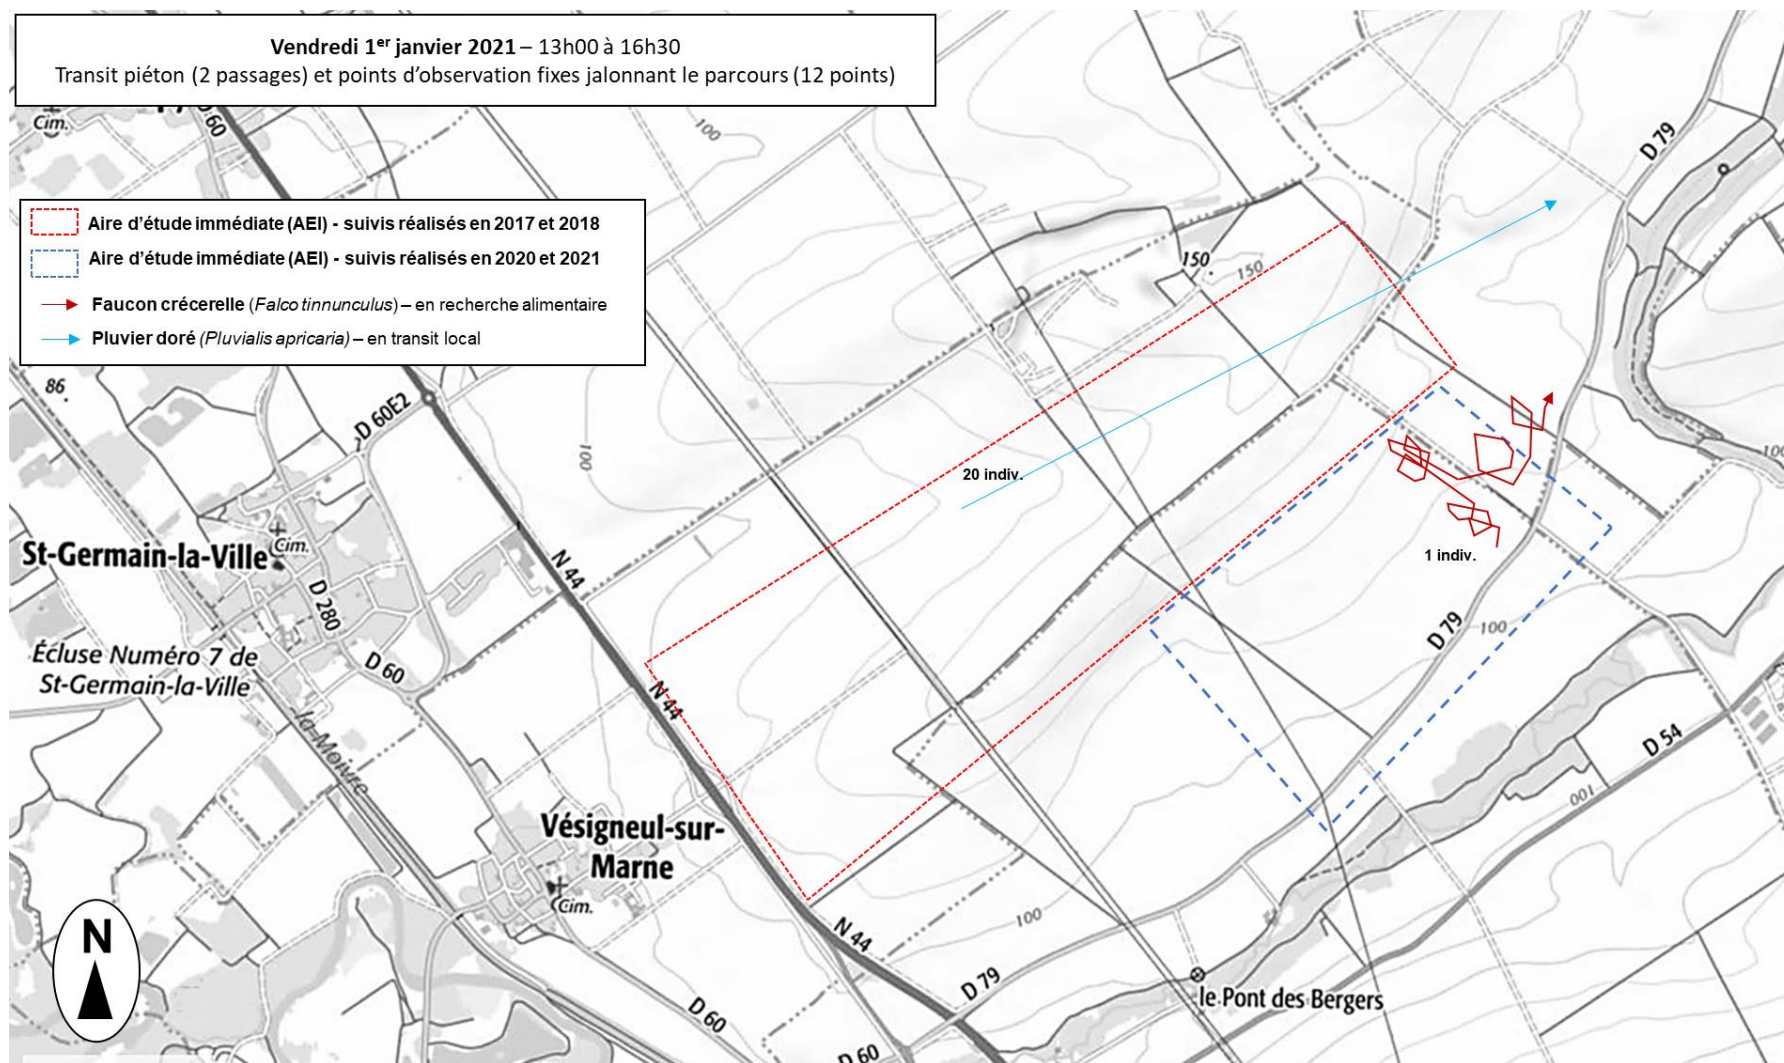 Vendredi 1er janvier 2021 – 13h00 à 16h30
Transit piéton (2 passages) et points d'observation fixes jalonnant le parcours (12 points)
Cim.
60
100
D 79
Aire d'étude immédiate (AEI) - suivis réalisés en 2017 et 2018
Aire d'étude immédiate (AEI) - suivis réalisés en 2020 et 2021
Faucon crécerelle (Falco tinnunculus) – en recherche alimentaire
Pluvier doré (Pluvialis apricaria) – en transit local
150
150
86
D 60E2
100
100
20 indiv.
1 indiv.
St-Germain-la-Ville
Cim.
N 44
D 280
Écluse Numéro 7 de
St-Germain-la-Ville
D 60
N 44
la Moivre
D 79
100
D 54
100
Vésigneul-sur-
Marne
Cim.
N
N 44
100
D 79
le Pont des Bergers
D 60
D 60